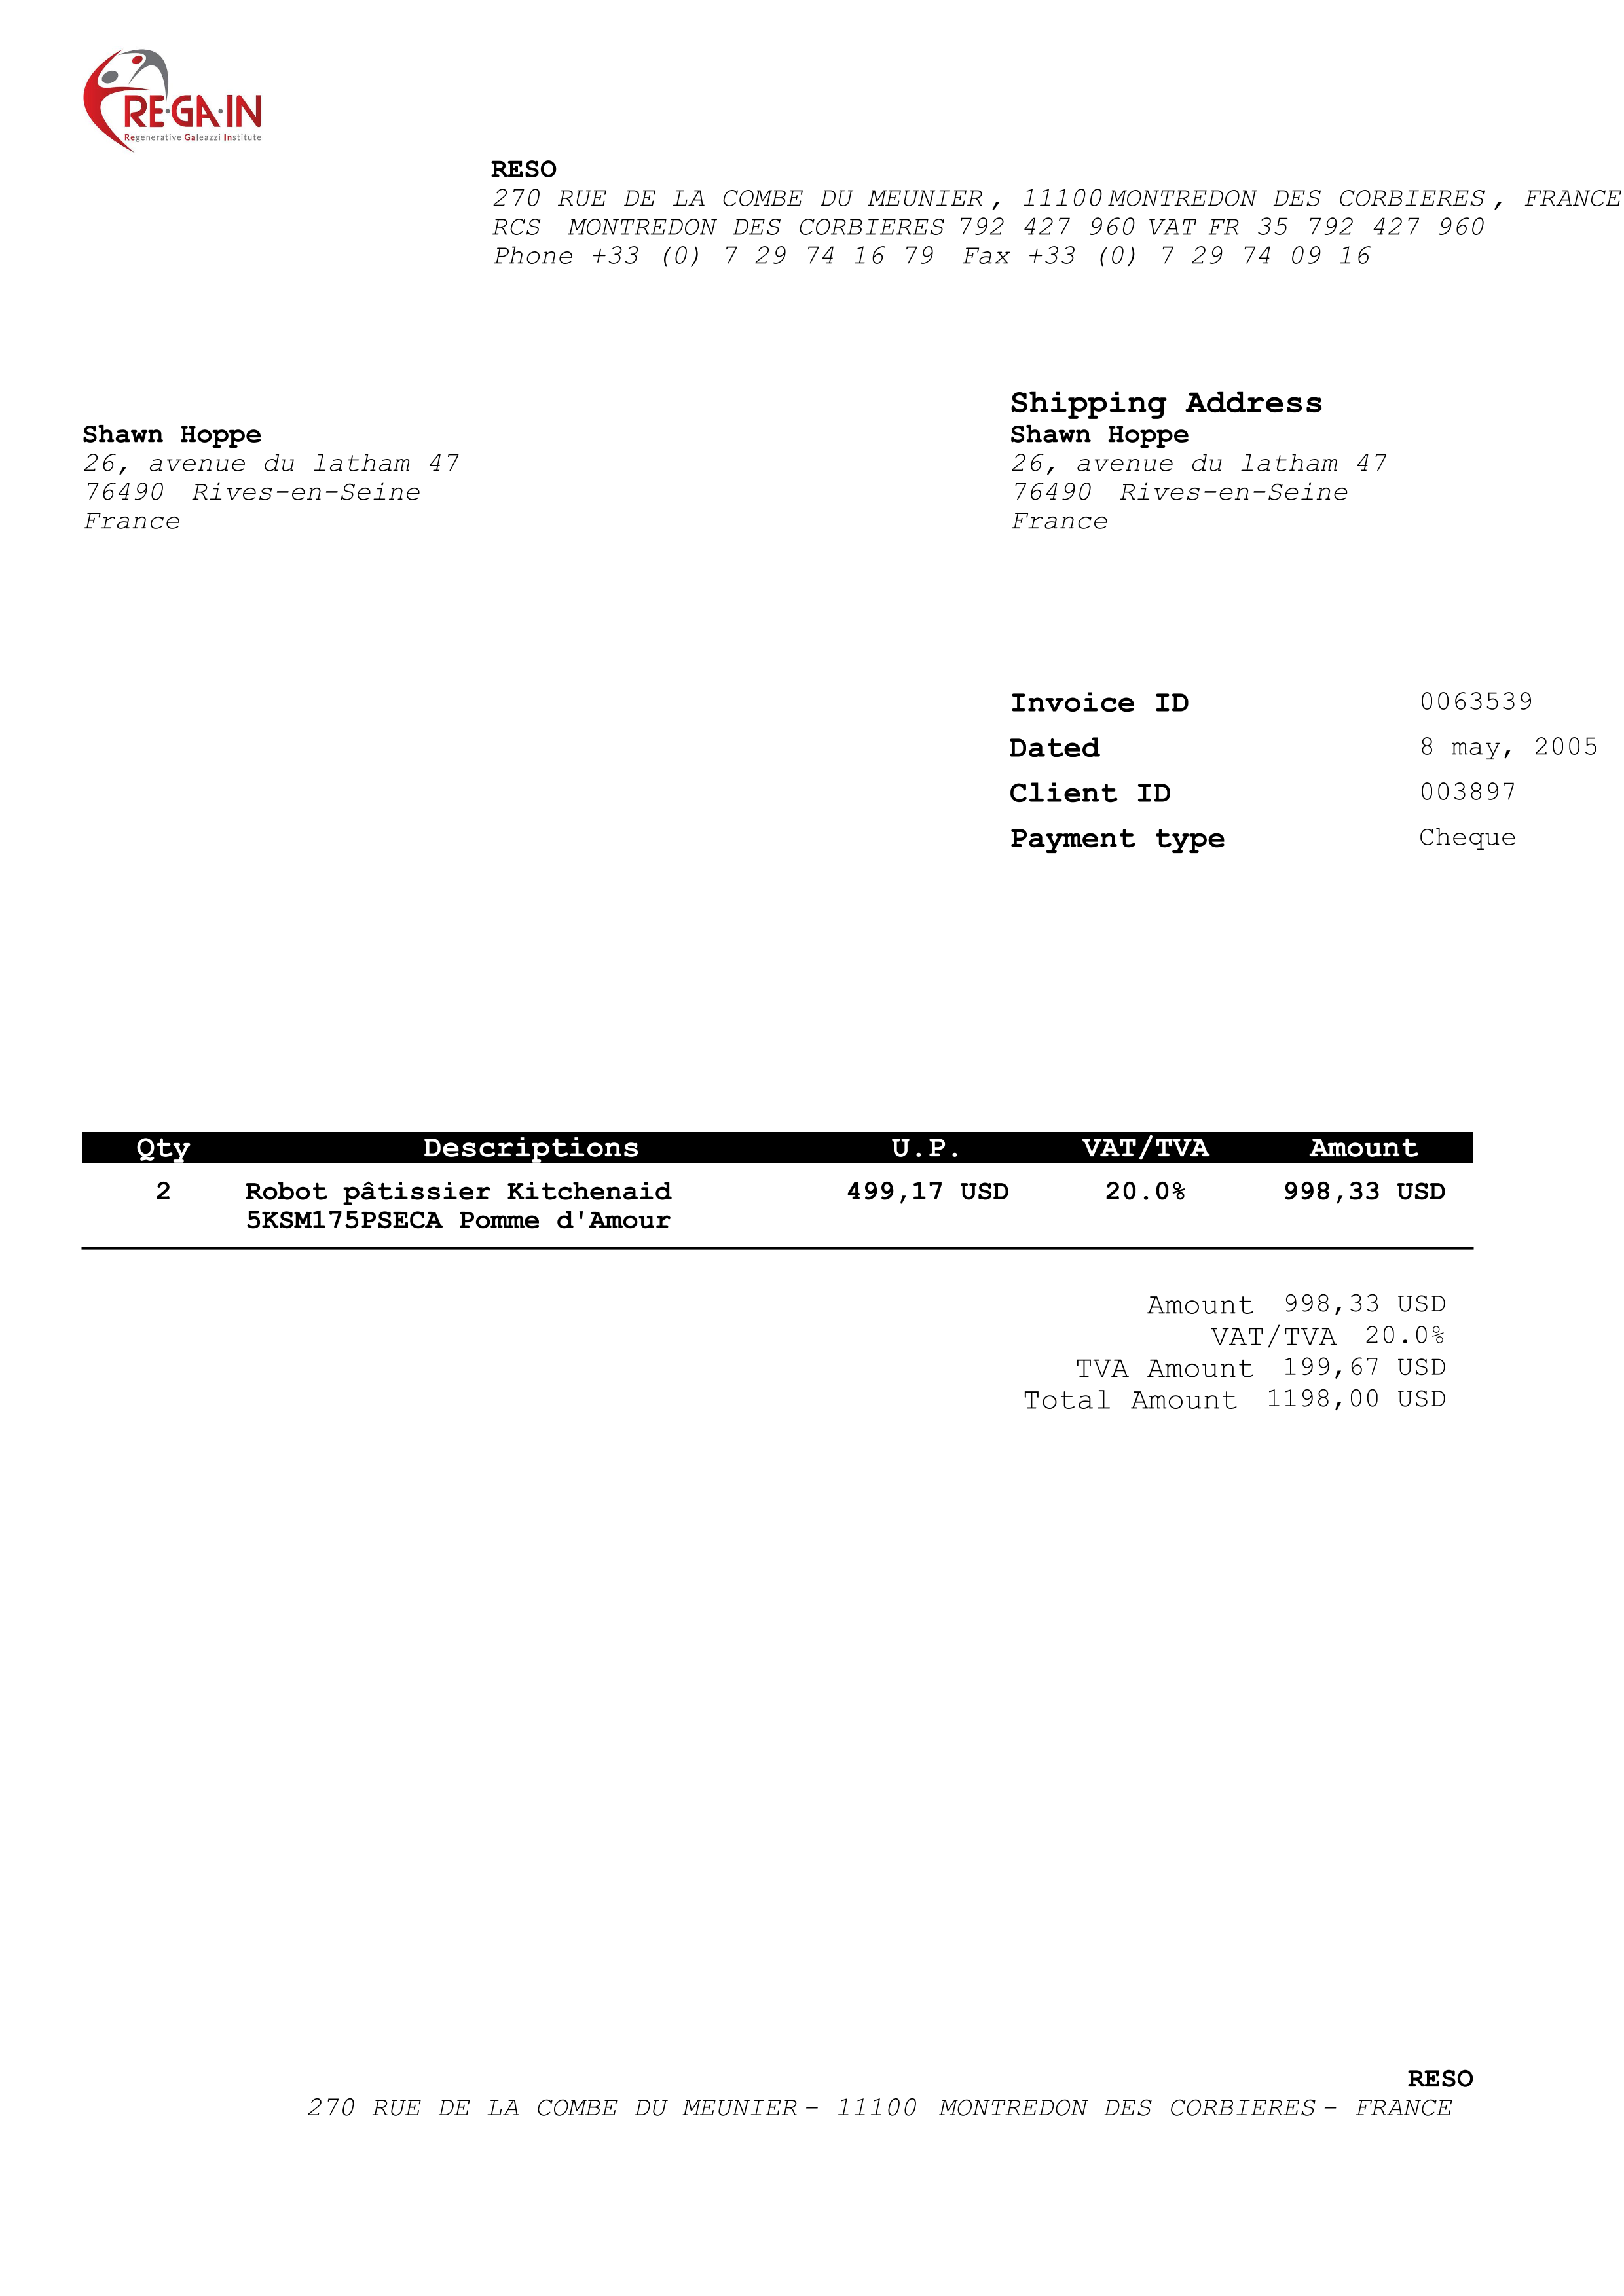 RE·GA·IN
Regenerative Galeazzi Institute
RESO
270 RUE DE LA COMBE DU MEUNIER, 11100 MONTREDON DES CORBIERES, FRANCE
RCS MONTREDON DES CORBIERES 792 427 960 VAT FR 35 792 427 960
Phone +33 (0) 7 29 74 16 79 Fax +33 (0) 7 29 74 09 16
Shawn Hoppe
26, avenue du latham 47
76490 Rives-en-Seine
France
Shipping Address
Shawn Hoppe
26, avenue du latham 47
76490 Rives-en-Seine
France
Invoice ID 0063539
Dated 8 may, 2005
Client ID 003897
Payment type Cheque
Qty Descriptions U.P. VAT/TVA Amount
2 Robot pâtissier Kitchenaid 499,17 USD 20.0% 998,33 USD
5KSM175PSECA Pomme d'Amour
Amount 998,33 USD
VAT/TVA 20.0%
TVA Amount 199,67 USD
Total Amount 1198,00 USD
RESO
270 RUE DE LA COMBE DU MEUNIER - 11100 MONTREDON DES CORBIERES - FRANCE